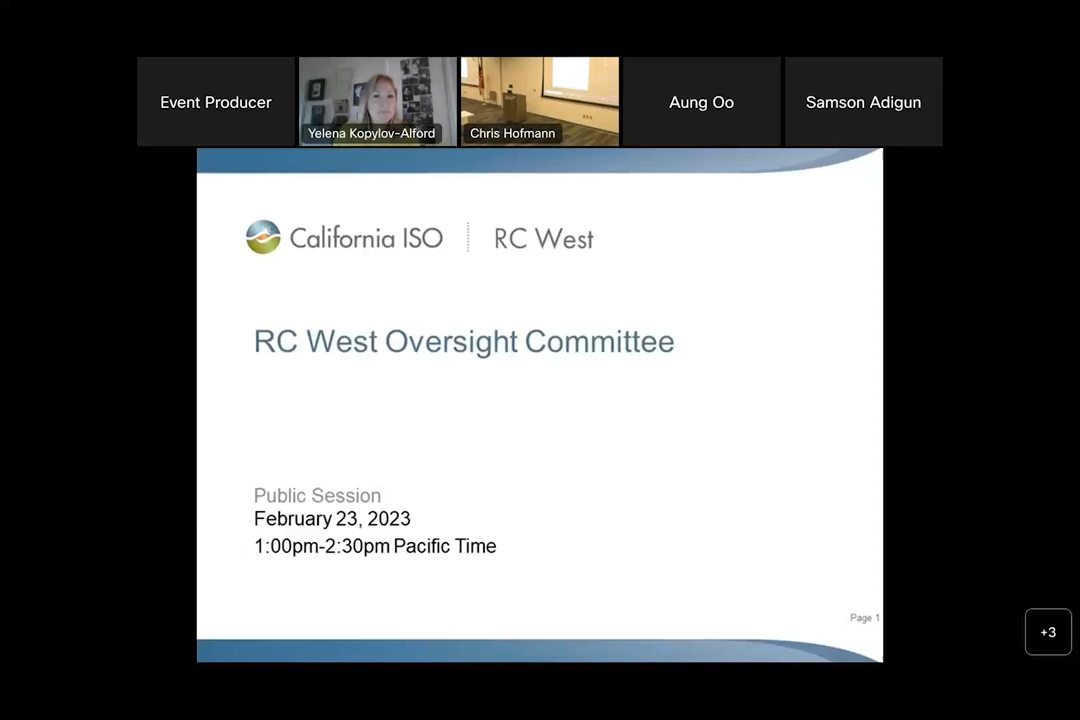 Event Producer
Yelena Kopylov-Alford
Chris Hofmann
Aung Oo
Samson Adigun
California ISO | RC West
RC West Oversight Committee
Public Session
February 23, 2023
1:00pm-2:30pm Pacific Time
Page 1
+3